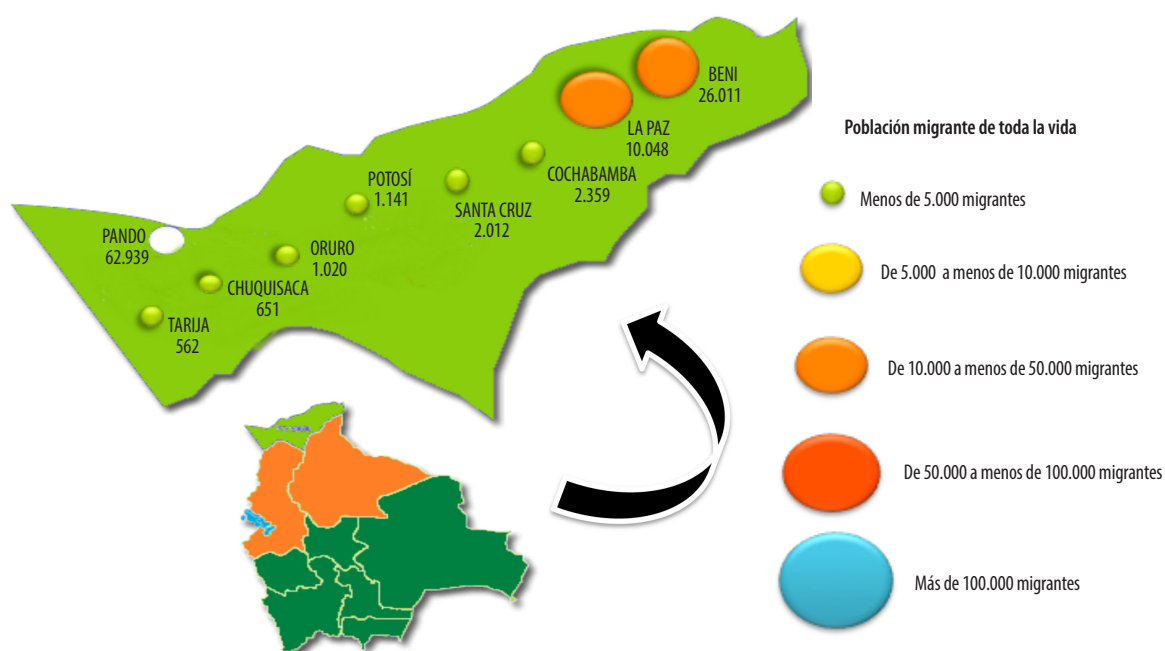 BENI
26.011
LA PAZ
10.048
COCHABAMBA
2.359
SANTA CRUZ
2.012
POTOSÍ
1.141
ORURO
1.020
PANDO
62.939
CHUQUISACA
651
TARIJA
562
Población migrante de toda la vida
Menos de 5.000 migrantes
De 5.000 a menos de 10.000 migrantes
De 10.000 a menos de 50.000 migrantes
De 50.000 a menos de 100.000 migrantes
Más de 100.000 migrantes